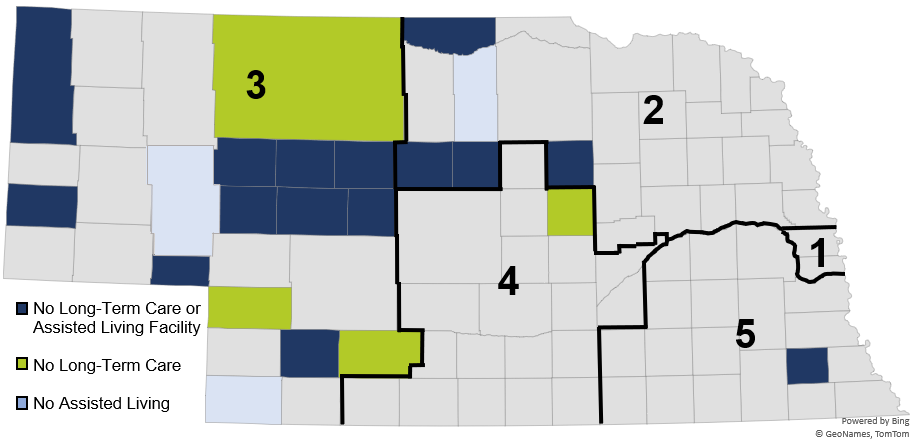 3
2
1
4
5
No Long-Term Care or
Assisted Living Facility
No Long-Term Care
No Assisted Living
Powered by Bing
© GeoNames, TomTom